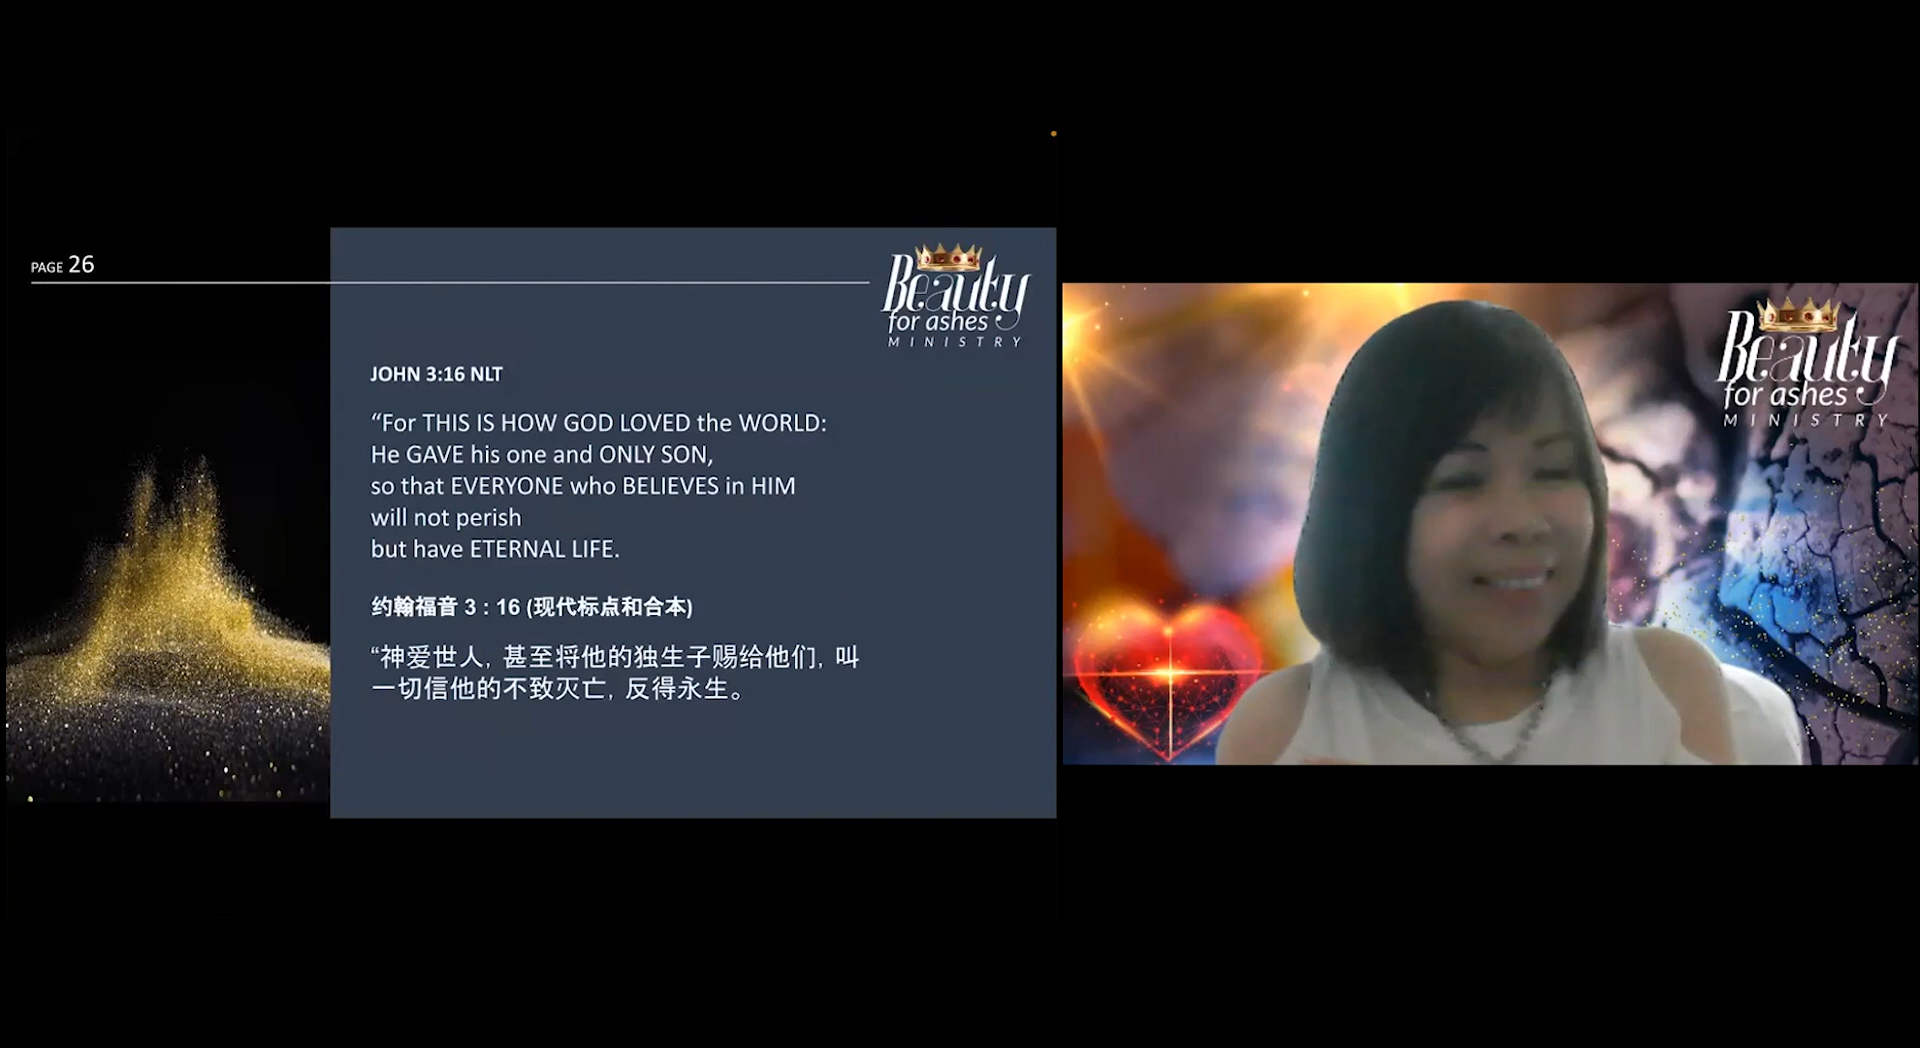 PAGE 26
Beauty
for ashes
MINISTRY
JOHN 3:16 NLT
“For THIS IS HOW GOD LOVED the WORLD:
He GAVE his one and ONLY SON,
so that EVERYONE who BELIEVES in HIM
will not perish
but have ETERNAL LIFE.
约翰福音 3 : 16 (现代标点和合本)
“神爱世人, 甚至将他的独生子赐给他们, 叫
一切信他的不致灭亡, 反得永生。
Beauty
for ashes
MINISTRY